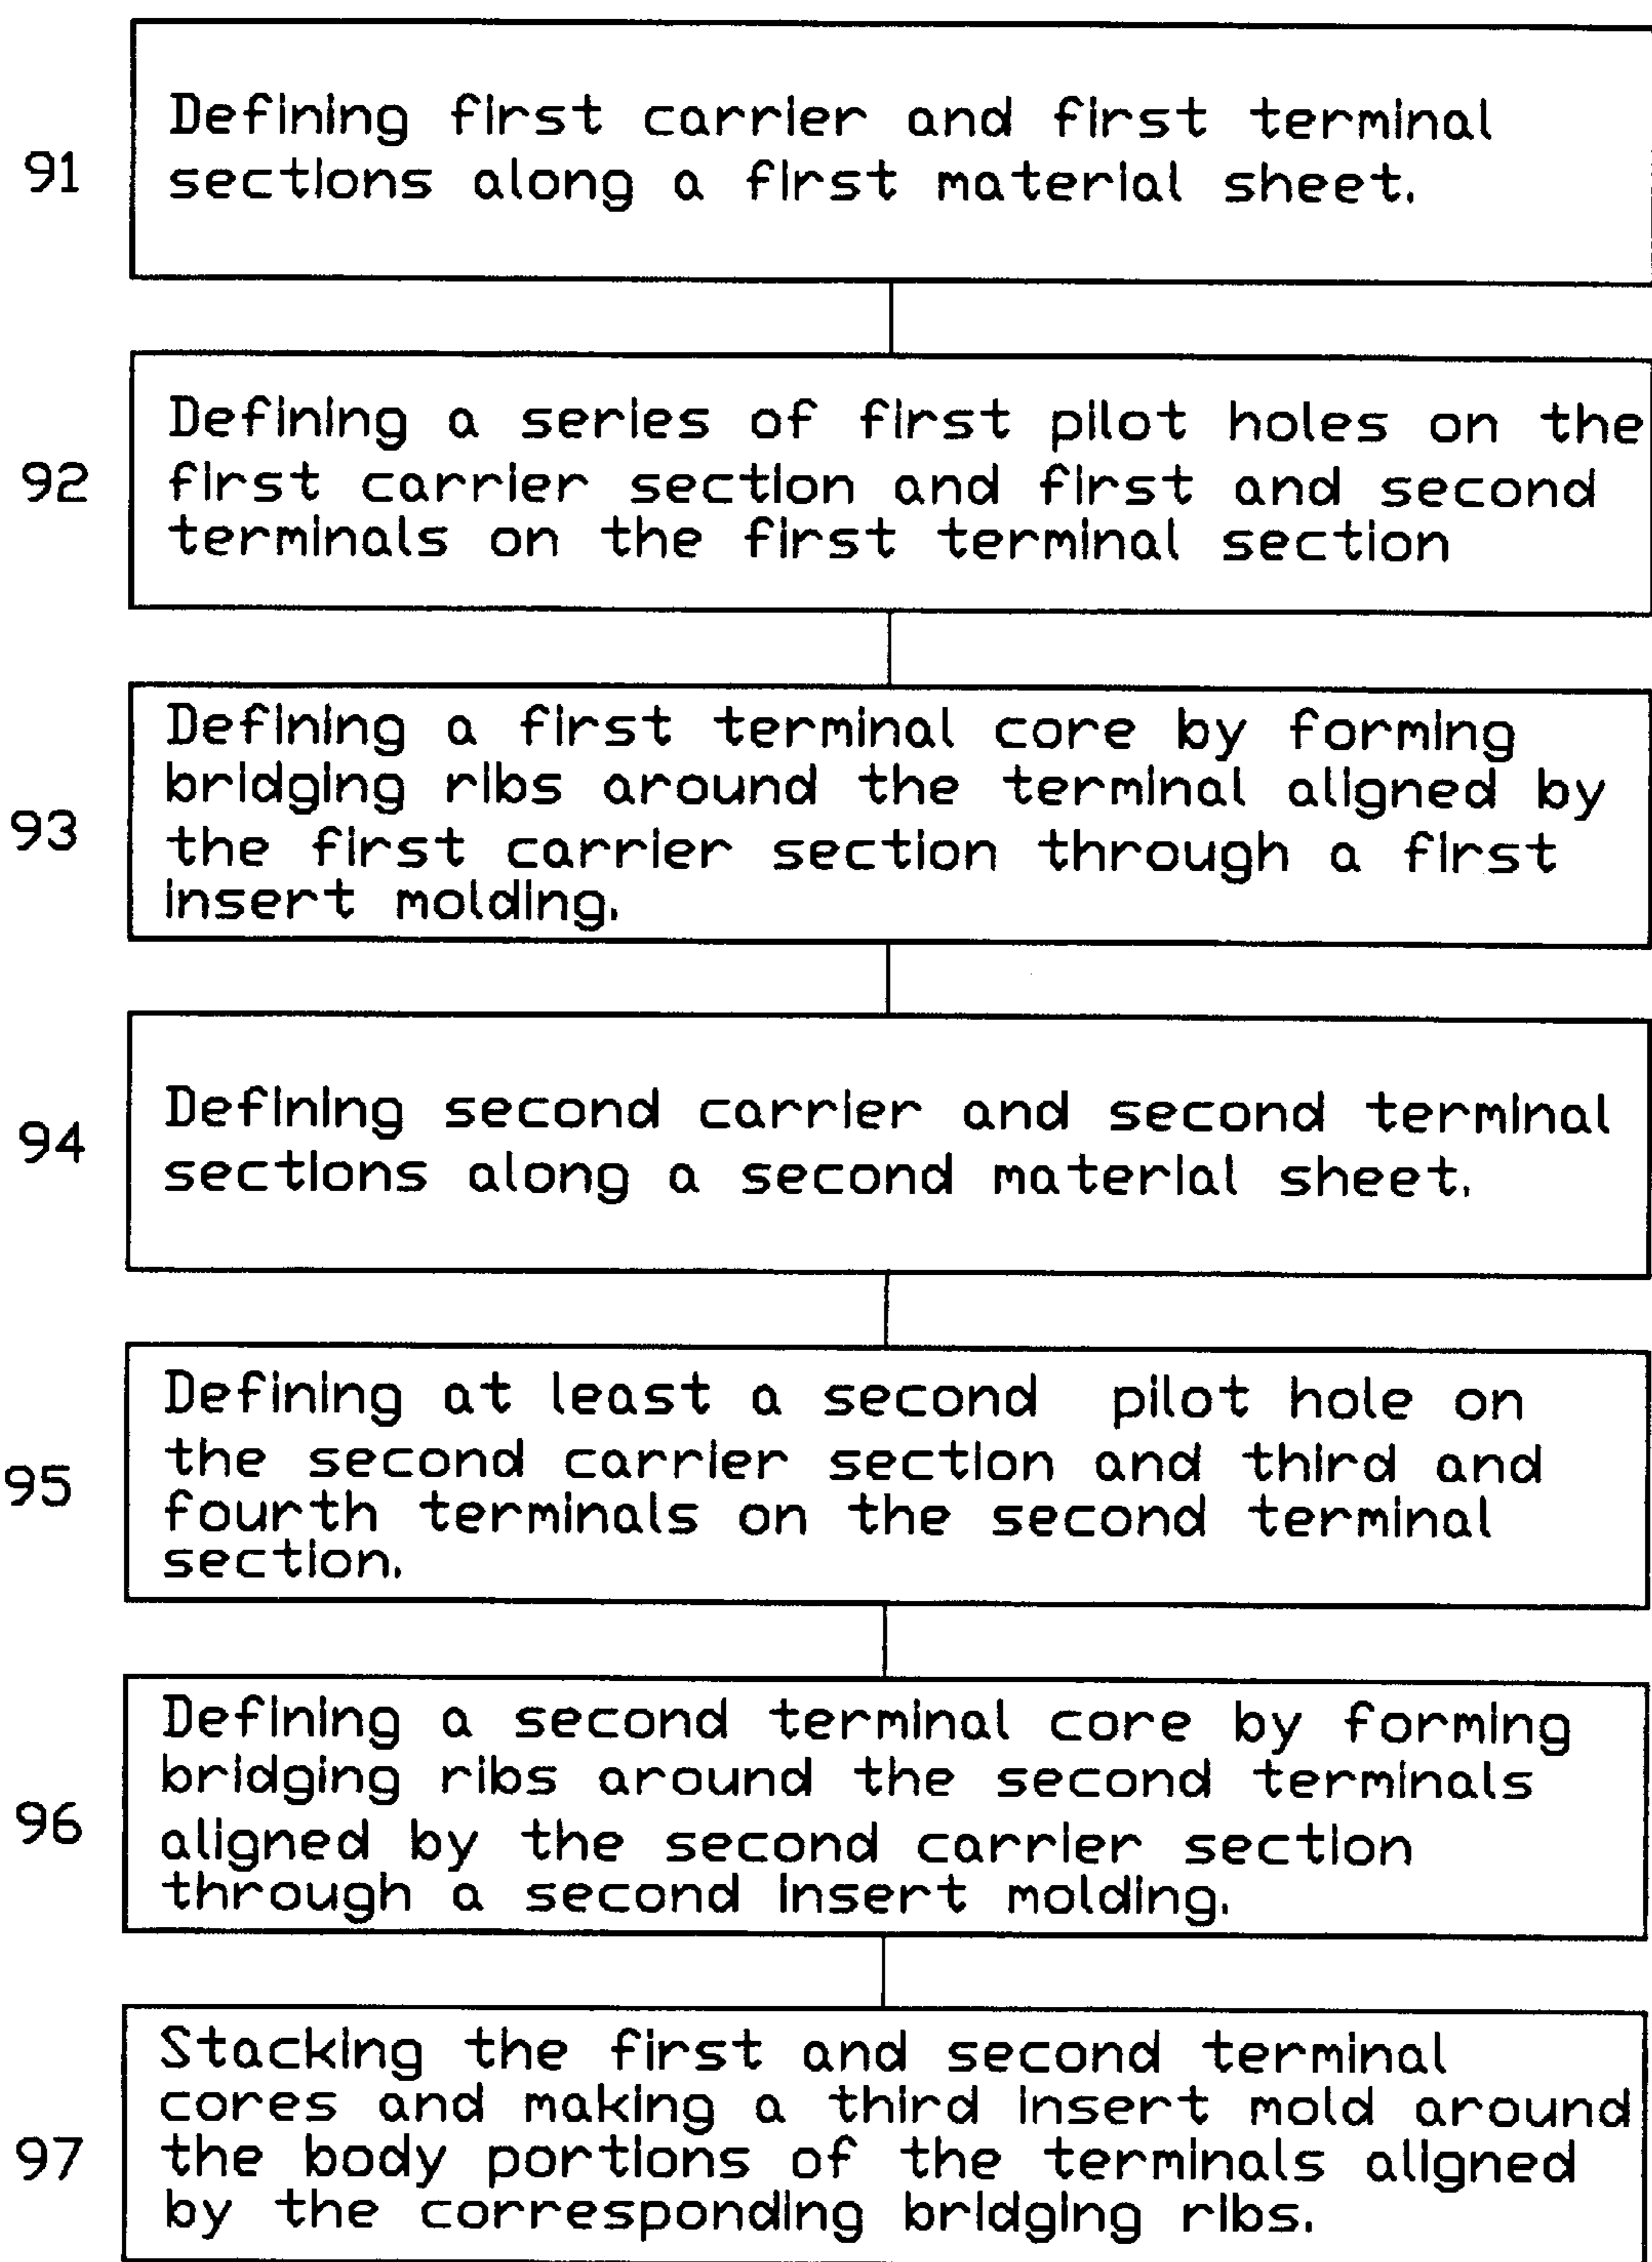 91
Defining first carrier and first terminal
sections along a first material sheet.
92
Defining a series of first pilot holes on the
first carrier section and first and second
terminals on the first terminal section
93
Defining a first terminal core by forming
bridging ribs around the terminal aligned by
the first carrier section through a first
insert molding.
94
Defining second carrier and second terminal
sections along a second material sheet.
95
Defining at least a second pilot hole on
the second carrier section and third and
fourth terminals on the second terminal
section.
96
Defining a second terminal core by forming
bridging ribs around the second terminals
aligned by the second carrier section
through a second insert molding.
97
Stacking the first and second terminal
cores and making a third insert mold around
the body portions of the terminals aligned
by the corresponding bridging ribs.